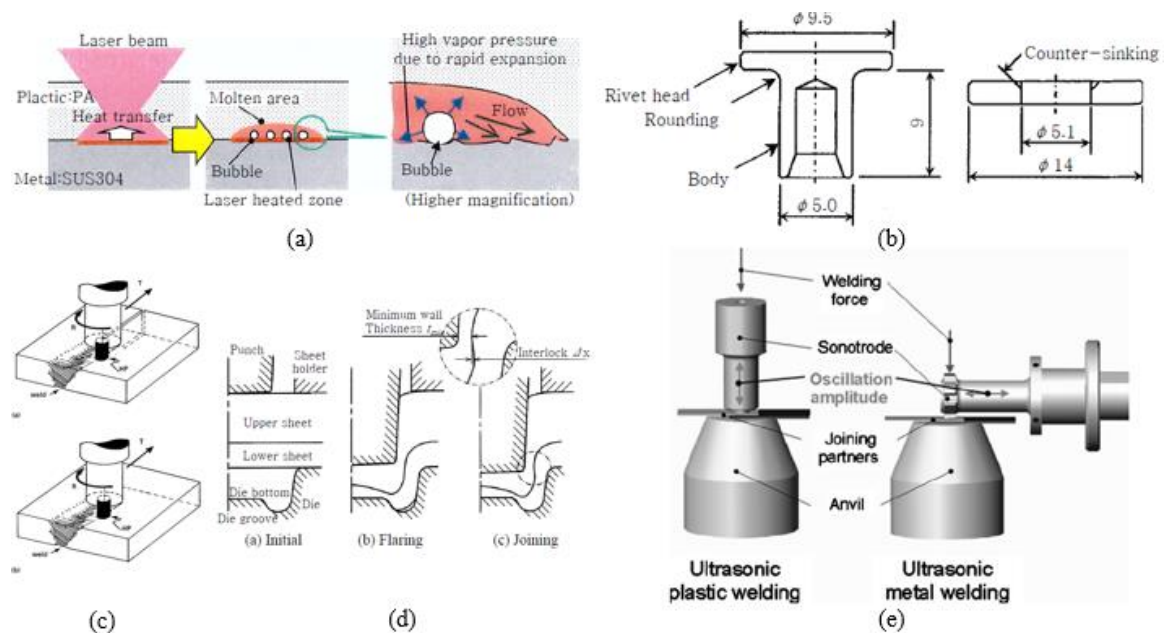 Laser beam
Plactic:PA
Heat transfer
Metal:SUS304
Molten area
Bubble
Laser heated zone
High vapor pressure
due to rapid expansion
Flow
Bubble
(Higher magnification)
(a)
φ 9.5
Rivet head
Rounding
Body
9
φ 5.0
Counter-sinking
φ 5.1
φ 14
(b)
T
R
weld
T
R
weld
(c)
Punch
Sheet
holder
Upper sheet
Lower sheet
Die bottom
Die
Die groove
(a) Initial
(b) Flaring
Minimum wall
Thickness
Interlock Δx
(c) Joining
(d)
Welding
force
Sonotrode
Oscillation
amplitude
Joining
partners
Anvil
Ultrasonic
plastic welding
Ultrasonic
metal welding
(e)